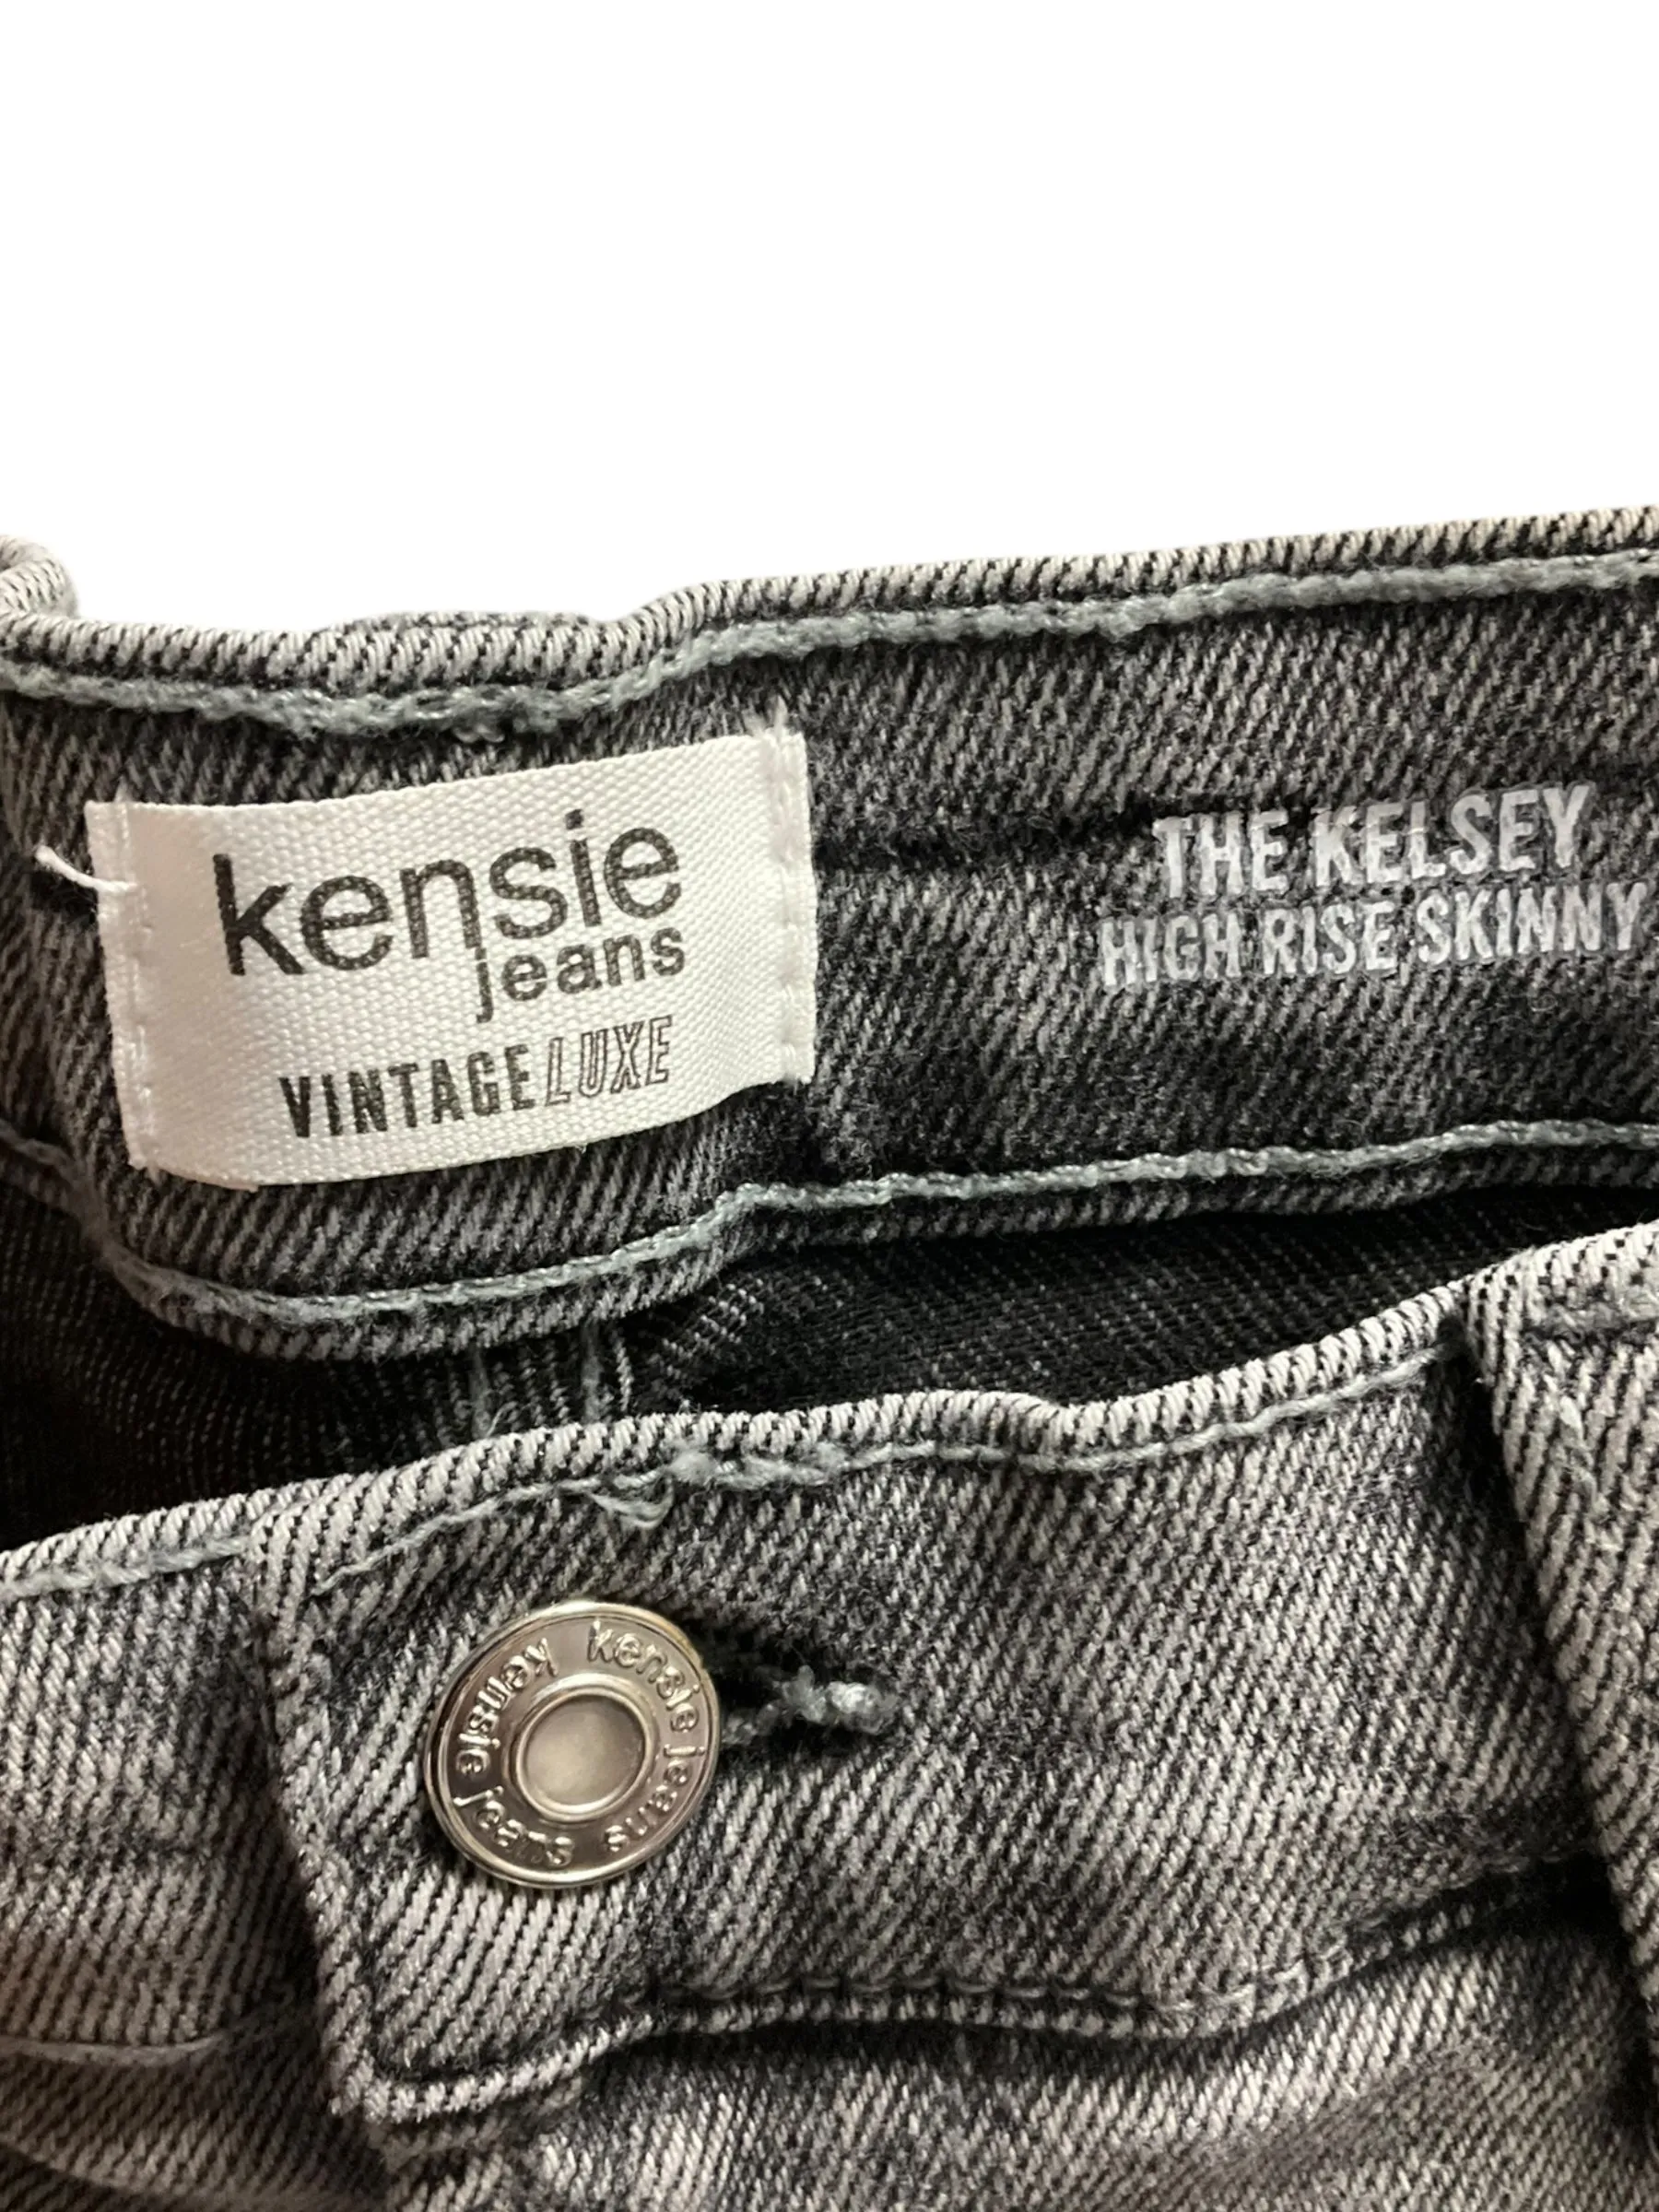 kensie
jeans
VINTAGE LUXE
THE KELSEY
HIGH RISE SKINNY
kensie jeans kensie jeans